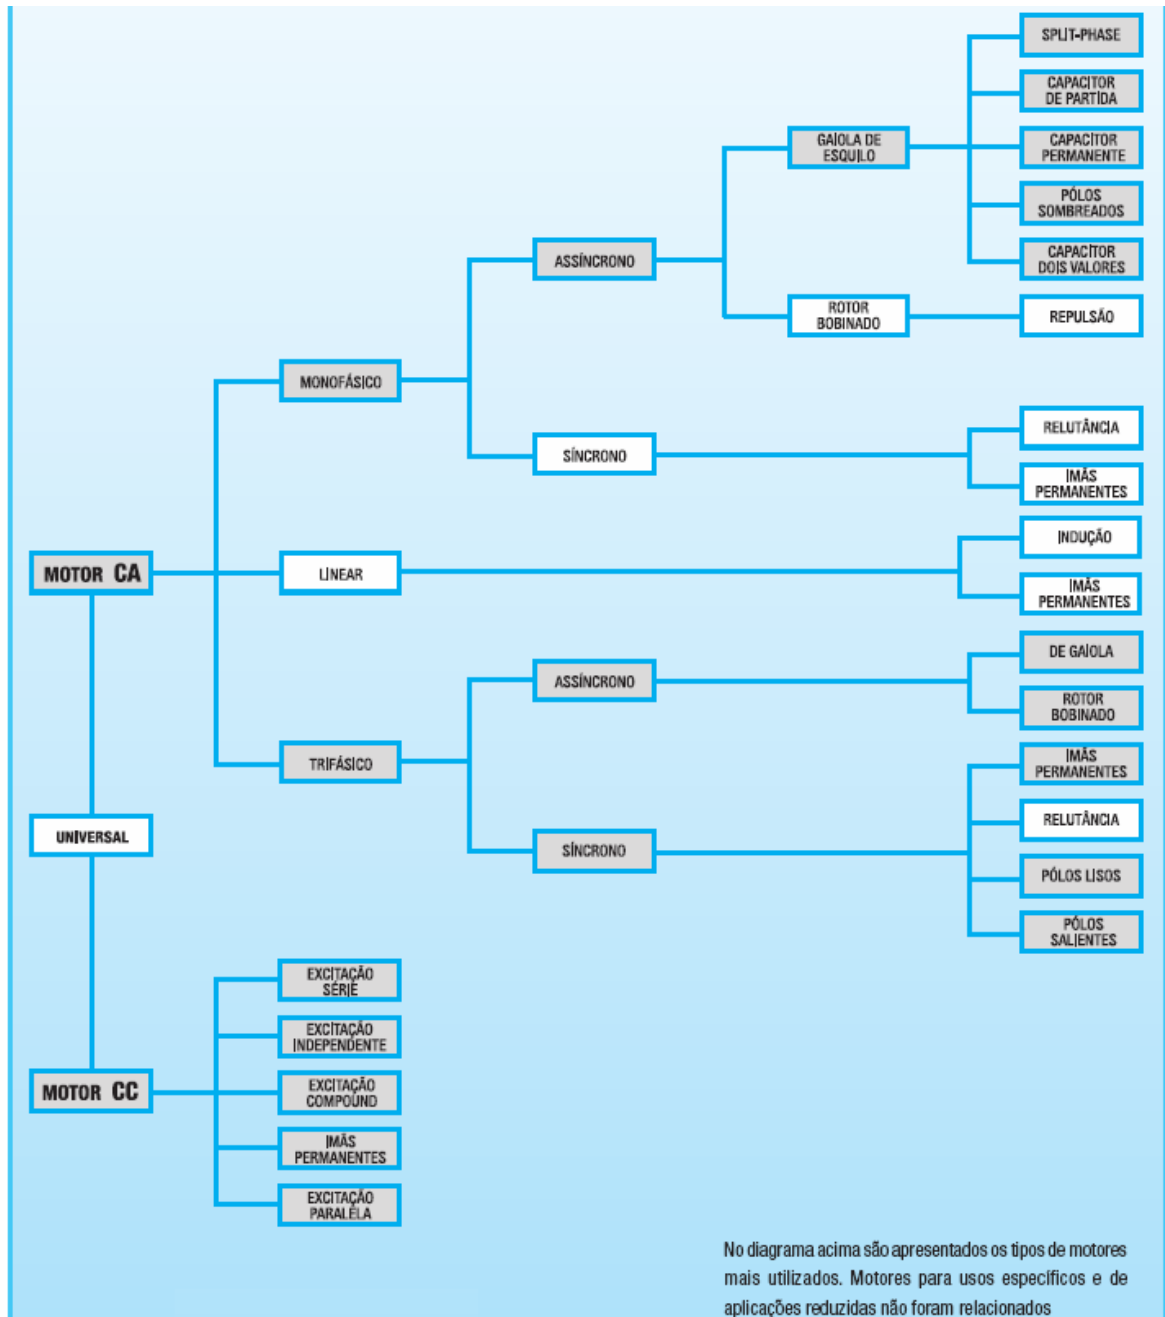 SPLIT-PHASE
CAPACITOR
DE PARTIDA
GAIOLA DE
ESQUILO
CAPACITOR
PERMANENTE
PÓLOS
SOMBREADOS
ASSÍNCRONO
CAPACITOR
DOIS VALORES
ROTOR
BOBINADO
REPULSÃO
MONOFÁSICO
RELUTÂNCIA
SÍNCRONO
IMÃS
PERMANENTES
INDUÇÃO
MOTOR CA
LINEAR
IMÃS
PERMANENTES
DE GAIOLA
ASSÍNCRONO
ROTOR
BOBINADO
TRIFÁSICO
IMÃS
PERMANENTES
RELUTÂNCIA
UNIVERSAL
SÍNCRONO
PÓLOS LISOS
PÓLOS
SALIENTES
EXCITAÇÃO
SÉRIE
EXCITAÇÃO
INDEPENDENTE
MOTOR CC
EXCITAÇÃO
COMPOUND
IMÃS
PERMANENTES
EXCITAÇÃO
PARALELA
No diagrama acima são apresentados os tipos de motores
mais utilizados. Motores para usos específicos e de
aplicações reduzidas não foram relacionados